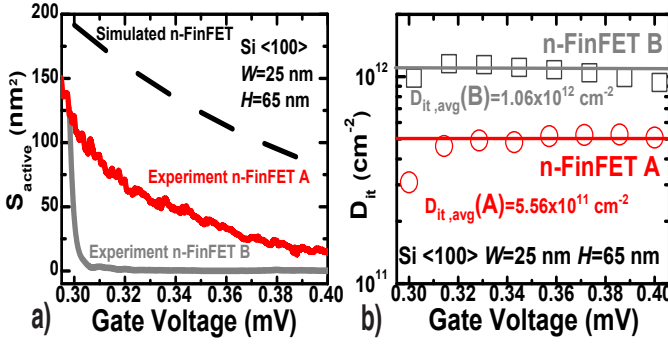 200
150
100
50
0
S_active (nm²)
Simulated n-FinFET
Si <100>
W=25 nm
H=65 nm
Experiment n-FinFET A
Experiment n-FinFET B
0.30 0.32 0.34 0.36 0.38 0.40
Gate Voltage (mV)
a)
10¹²
10¹¹
D_it (cm⁻²)
n-FinFET B
D_it,avg(B)=1.06x10¹² cm⁻²
n-FinFET A
D_it,avg(A)=5.56x10¹¹ cm⁻²
Si <100> W=25 nm H=65 nm
0.30 0.32 0.34 0.36 0.38 0.40
Gate Voltage (mV)
b)